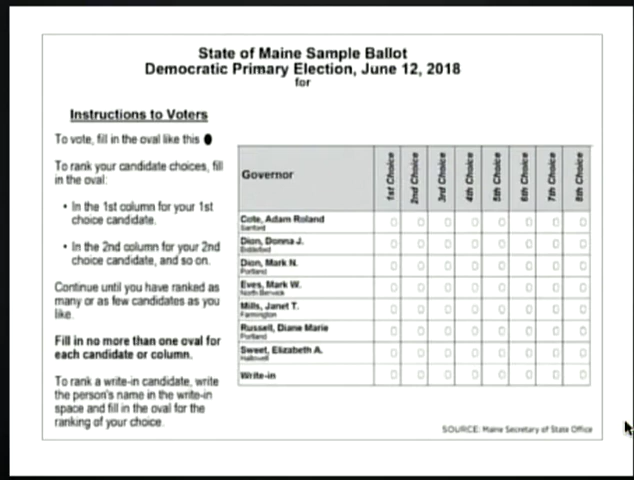 State of Maine Sample Ballot
Democratic Primary Election, June 12, 2018
for
Instructions to Voters
To vote, fill in the oval like this
To rank your candidate choices, fill
in the oval:
• In the 1st column for your 1st
choice candidate.
• In the 2nd column for your 2nd
choice candidate, and so on.
Continue until you have ranked as
many or as few candidates as you
like.
Fill in no more than one oval for
each candidate or column.
To rank a write-in candidate, write
the person's name in the write-in
space and fill in the oval for the
ranking of your choice.
Governor
1st Choice
2nd Choice
3rd Choice
4th Choice
5th Choice
6th Choice
7th Choice
8th Choice
Cote, Adam Roland
Sanford
Dion, Donna J.
Biddeford
Dion, Mark N.
Portland
Eves, Mark W.
North Berwick
Mills, Janet T.
Farmington
Russell, Diane Marie
Portland
Sweet, Elizabeth A.
Hallowell
Write-in
SOURCE: Maine Secretary of State Office